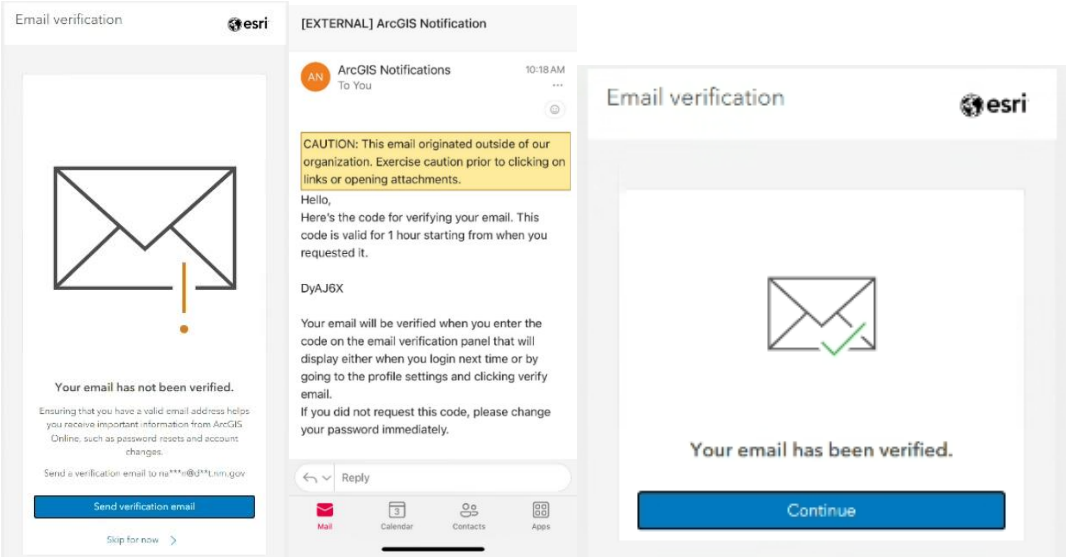 Email verification
esri
Your email has not been verified.
Ensuring that you have a valid email address helps
you receive important information from ArcGIS
Online, such as password resets and account
changes.
Send a verification email to na***n@d**t.nm.gov
Send verification email
Skip for now
[EXTERNAL] ArcGIS Notification
AN
ArcGIS Notifications
10:18 AM
To You
CAUTION: This email originated outside of our
organization. Exercise caution prior to clicking on
links or opening attachments.
Hello,
Here's the code for verifying your email. This
code is valid for 1 hour starting from when you
requested it.
DyAJ6X
Your email will be verified when you enter the
code on the email verification panel that will
display either when you login next time or by
going to the profile settings and clicking verify
email.
If you did not request this code, please change
your password immediately.
Reply
3
Mail
Calendar
Contacts
Apps
Email verification
esri
Your email has been verified.
Continue